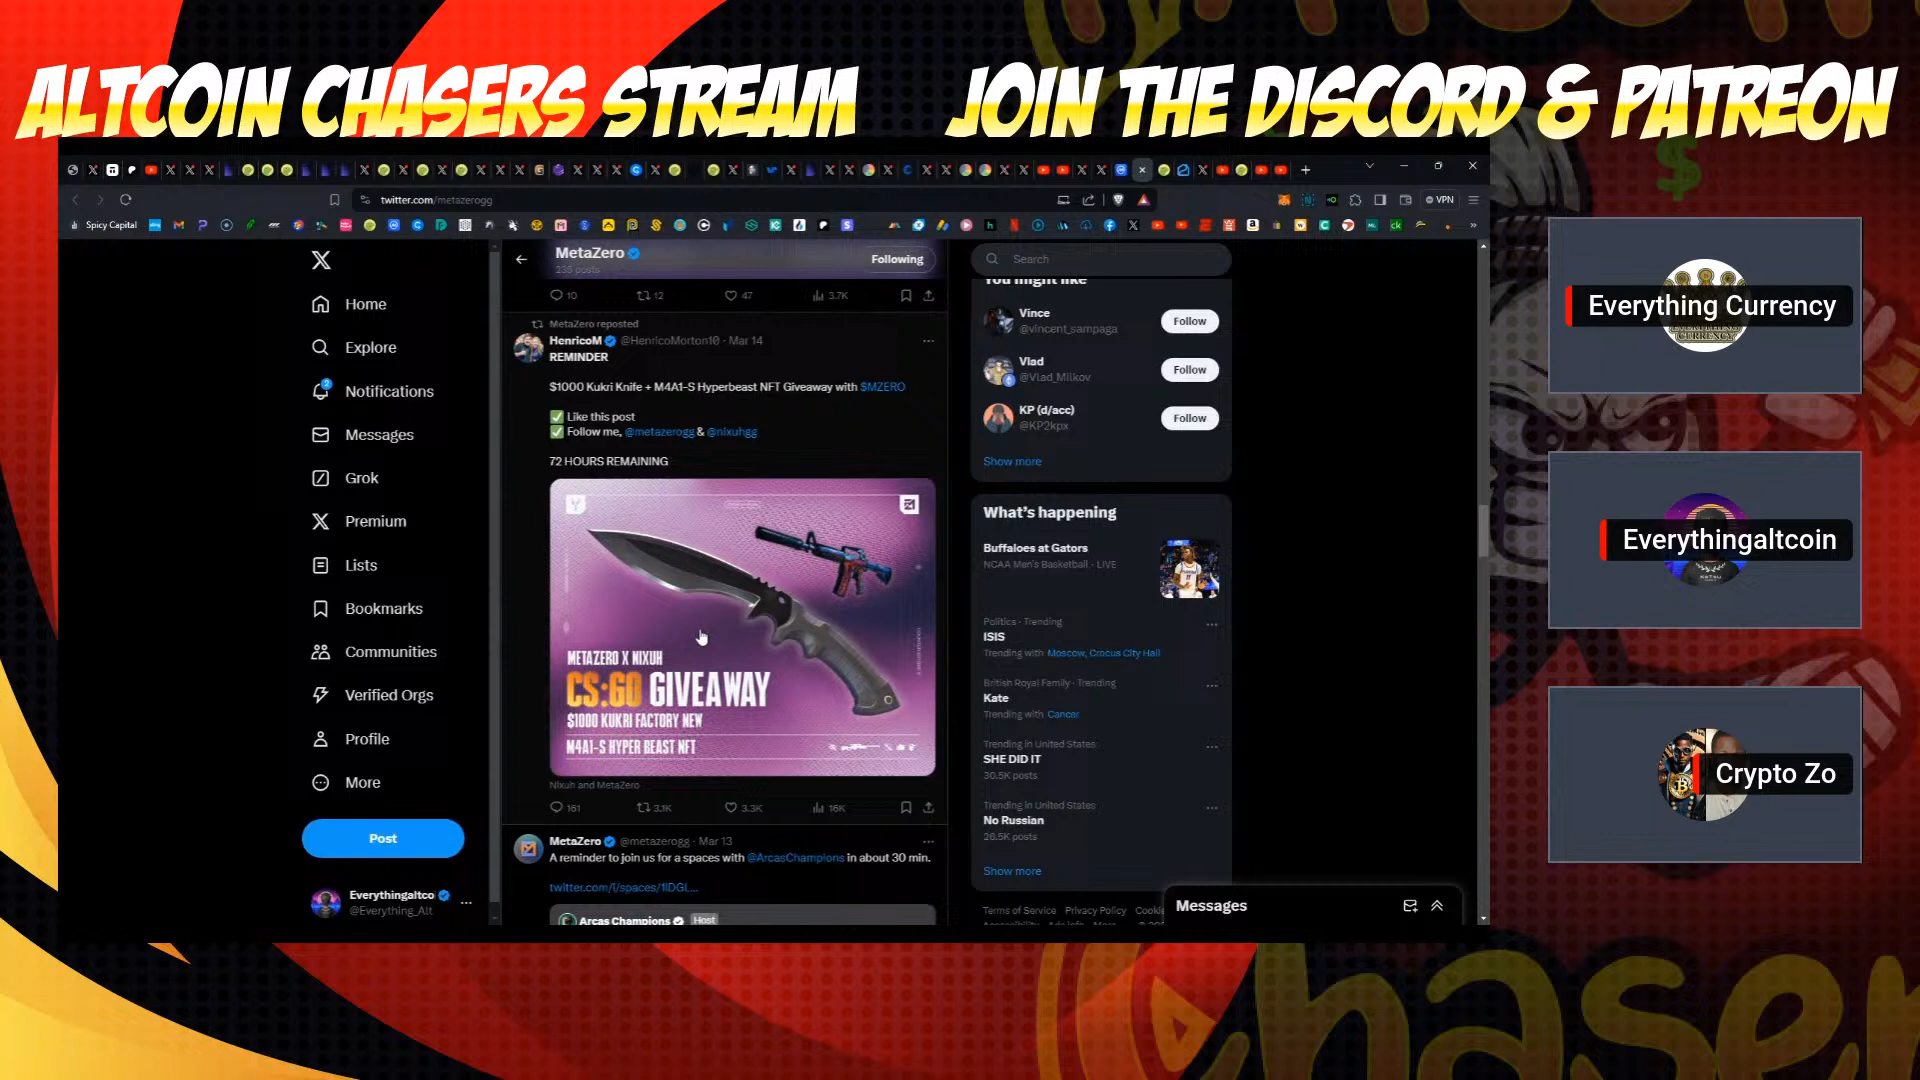 ALTCOIN CHASERS STREAM
JOIN THE DISCORD & PATREON
twitter.com/metazerogg
VPN
Spicy Capital
Home
Explore
2
Notifications
Messages
Grok
Premium
Lists
Bookmarks
Communities
Verified Orgs
Profile
More
Post
Everythingaltco
@Everything_Alt
MetaZero
235 posts
Following
10
12
47
3.7K
MetaZero reposted
HenricoM @HenricoMorton10 · Mar 14
REMINDER
$1000 Kukri Knife + M4A1-S Hyperbeast NFT Giveaway with $MZERO
Like this post
Follow me, @metazerogg & @nixuhgg
72 HOURS REMAINING
METAZERO X NIXUH
CS:GO GIVEAWAY
$1000 KUKRI FACTORY NEW
M4A1-S HYPER BEAST NFT
Nixuh and MetaZero
161
3.1K
3.3K
16K
MetaZero @metazerogg · Mar 13
A reminder to join us for a spaces with @ArcasChampions in about 30 min.
twitter.com/i/spaces/1lDGL...
Arcas Champions Host
Search
You might like
Vince
@vincent_sampaga
Follow
Vlad
@Vlad_Milkov
Follow
KP (d/acc)
@KP2kpx
Follow
Show more
What's happening
Buffaloes at Gators
NCAA Men's Basketball · LIVE
Politics · Trending
ISIS
Trending with Moscow, Crocus City Hall
British Royal Family · Trending
Kate
Trending with Cancer
Trending in United States
SHE DID IT
30.5K posts
Trending in United States
No Russian
26.5K posts
Show more
Terms of Service Privacy Policy
Messages
Everything Currency
EVERYTHING
CURRENCY
Everythingaltcoin
Crypto Zo